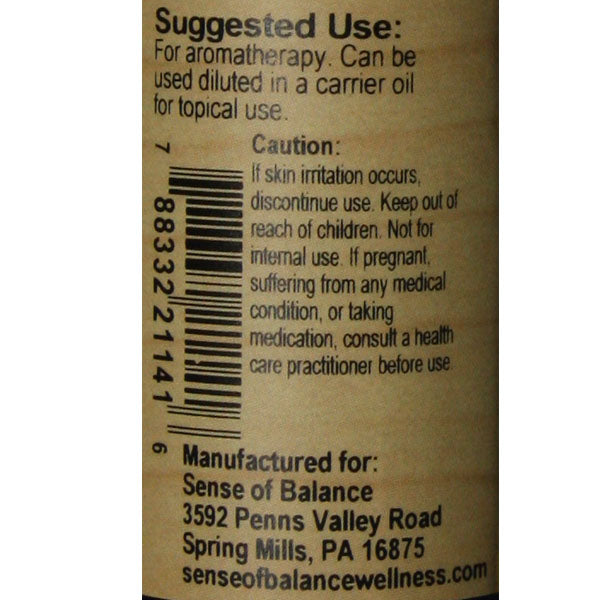 Suggested Use:
For aromatherapy. Can be
used diluted in a carrier oil
for topical use.
Caution:
If skin irritation occurs,
discontinue use. Keep out of
reach of children. Not for
internal use. If pregnant,
suffering from any medical
condition, or taking
medication, consult a health
care practitioner before use
7 88332 21141 6
Manufactured for:
Sense of Balance
3592 Penns Valley Road
Spring Mills, PA 16875
senseofbalancewellness.com